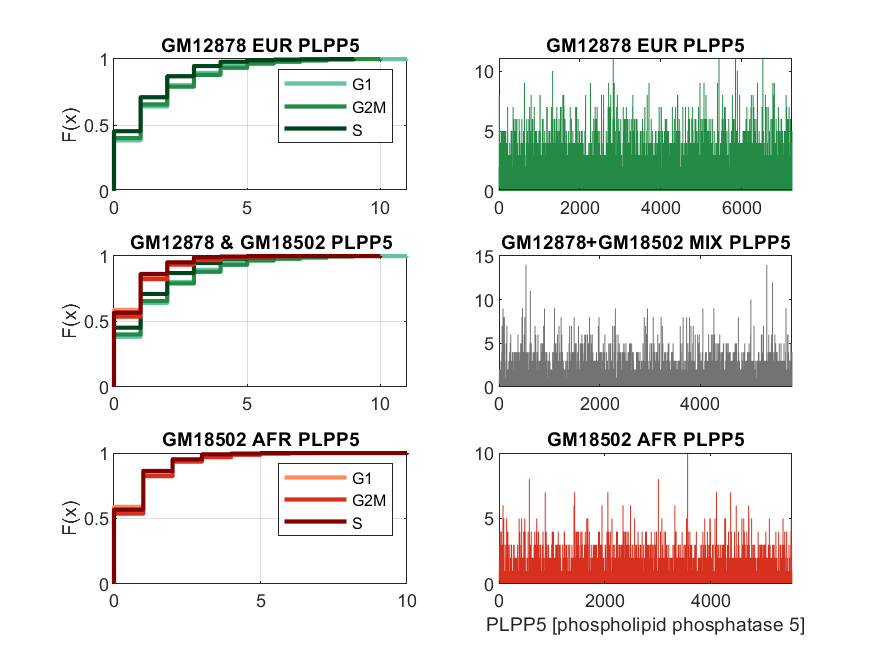 GM12878 EUR PLPP5
1
0.5
0
F(x)
0 5 10
G1
G2M
S
GM12878 EUR PLPP5
10
5
0
0 2000 4000 6000
GM12878 & GM18502 PLPP5
1
0.5
0
F(x)
0 5 10
GM12878+GM18502 MIX PLPP5
15
10
5
0
0 2000 4000
GM18502 AFR PLPP5
1
0.5
0
F(x)
0 5 10
G1
G2M
S
GM18502 AFR PLPP5
10
5
0
0 2000 4000
PLPP5 [phospholipid phosphatase 5]